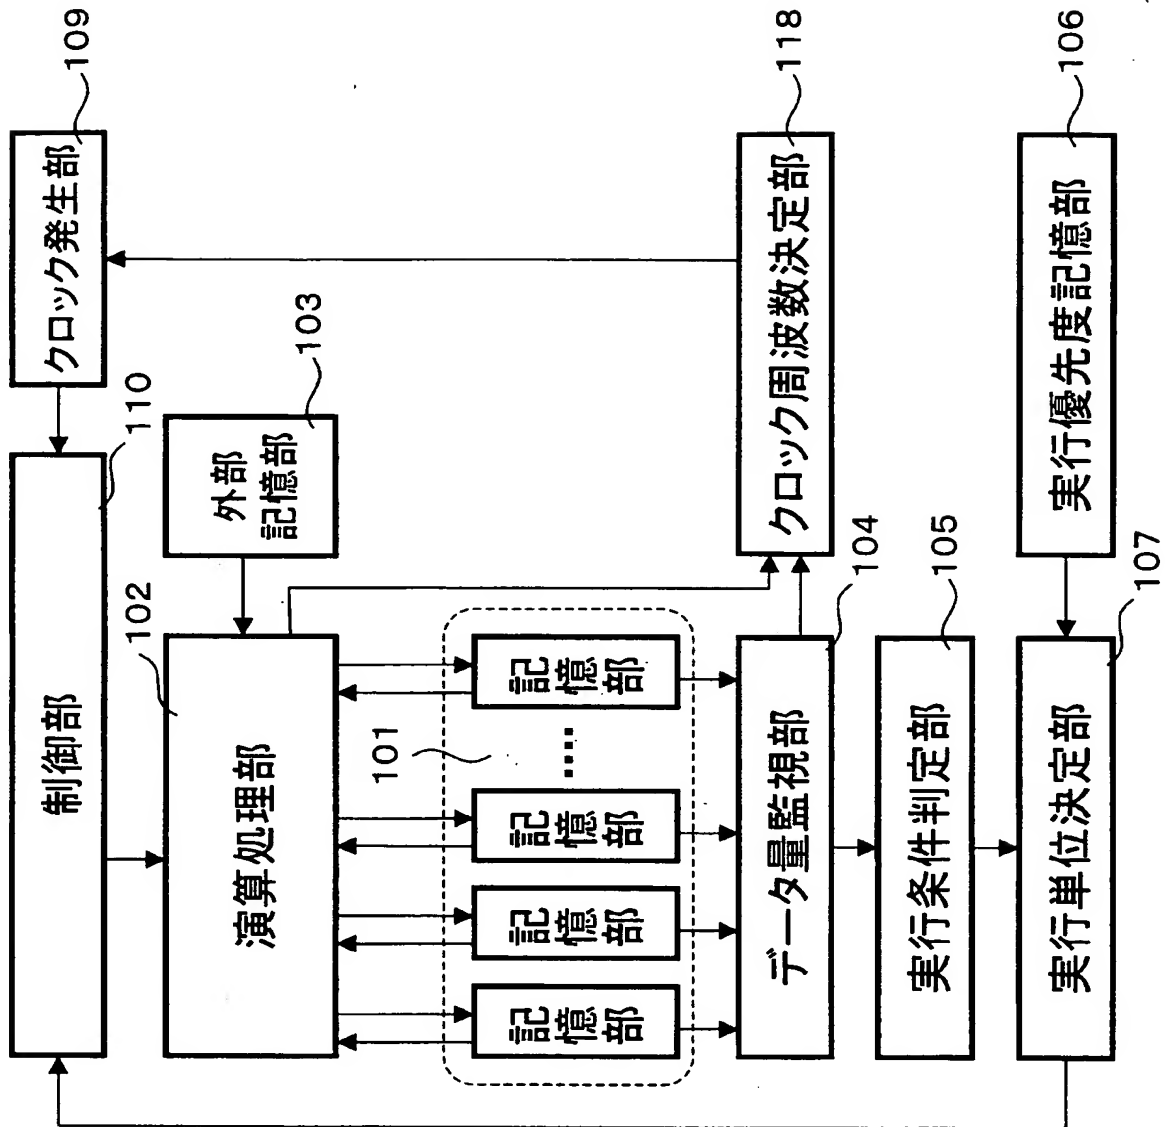 制御部
110
クロック発生部
109
演算処理部
102
外部
記憶部
103
101
記憶
部
記憶
部
記憶
部
....
記憶
部
データ量監視部
104
クロック周波数決定部
118
実行条件判定部
105
実行単位決定部
107
実行優先度記憶部
106